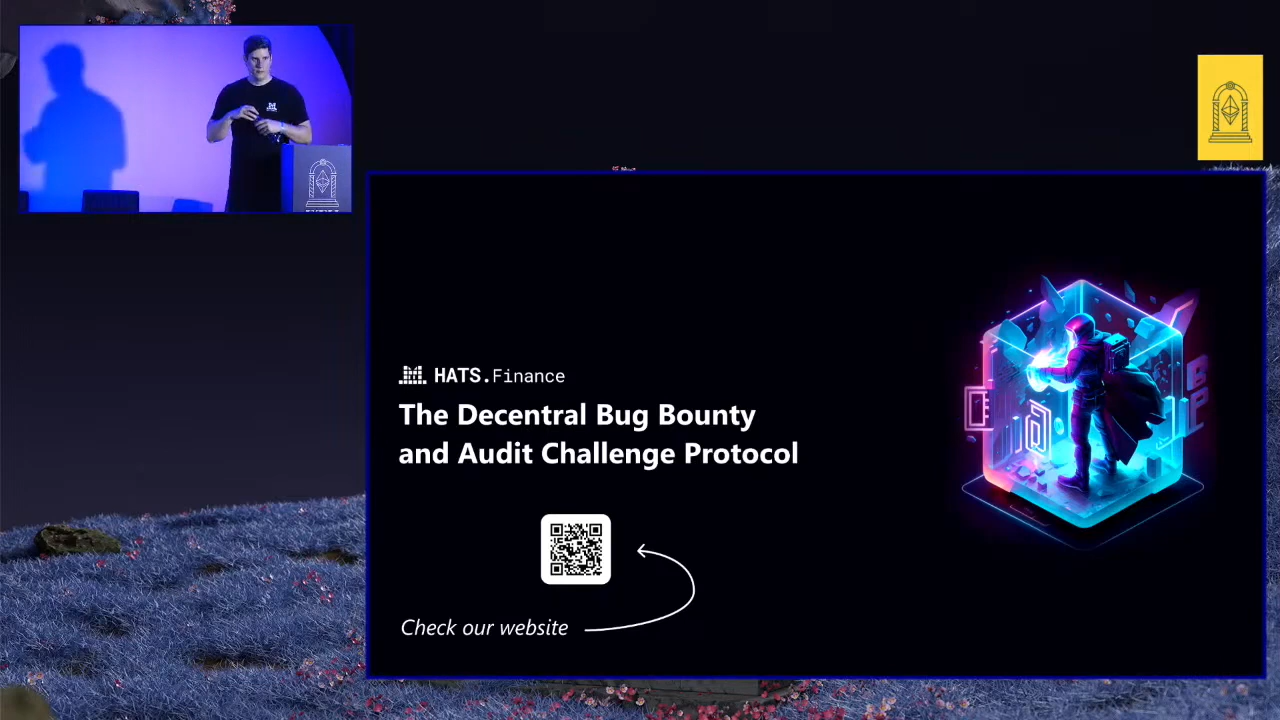 HATS.Finance
The Decentral Bug Bounty
and Audit Challenge Protocol
Check our website